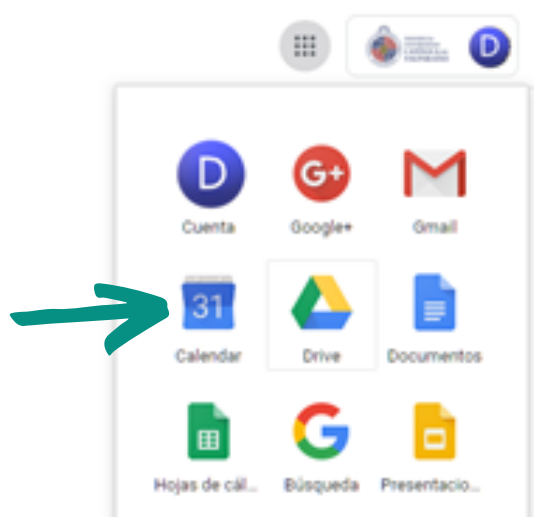 D
D
Cuenta
G+
Google+
Gmail
31
Calendar
Drive
Documentos
Hojas de cál...
Búsqueda
Presentacio...